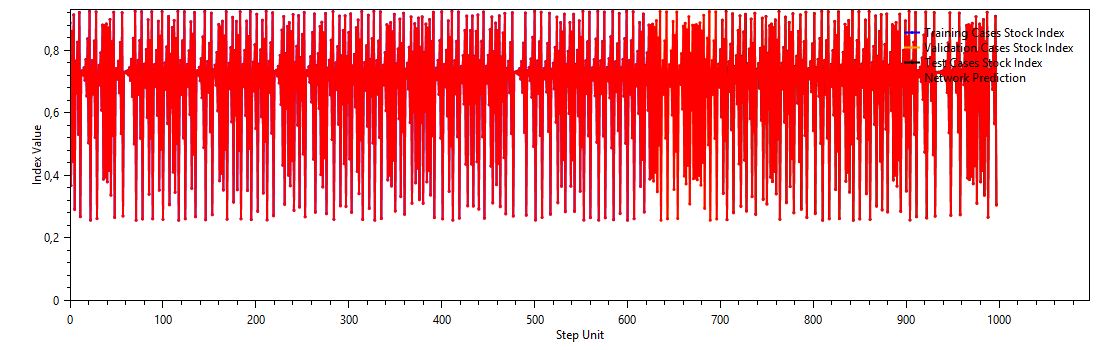 Training Cases Stock Index
Validation Cases Stock Index
Test Cases Stock Index
Network Prediction
0,8
0,6
0,4
0,2
0
Index Value
0 100 200 300 400 500 600 700 800 900 1000
Step Unit